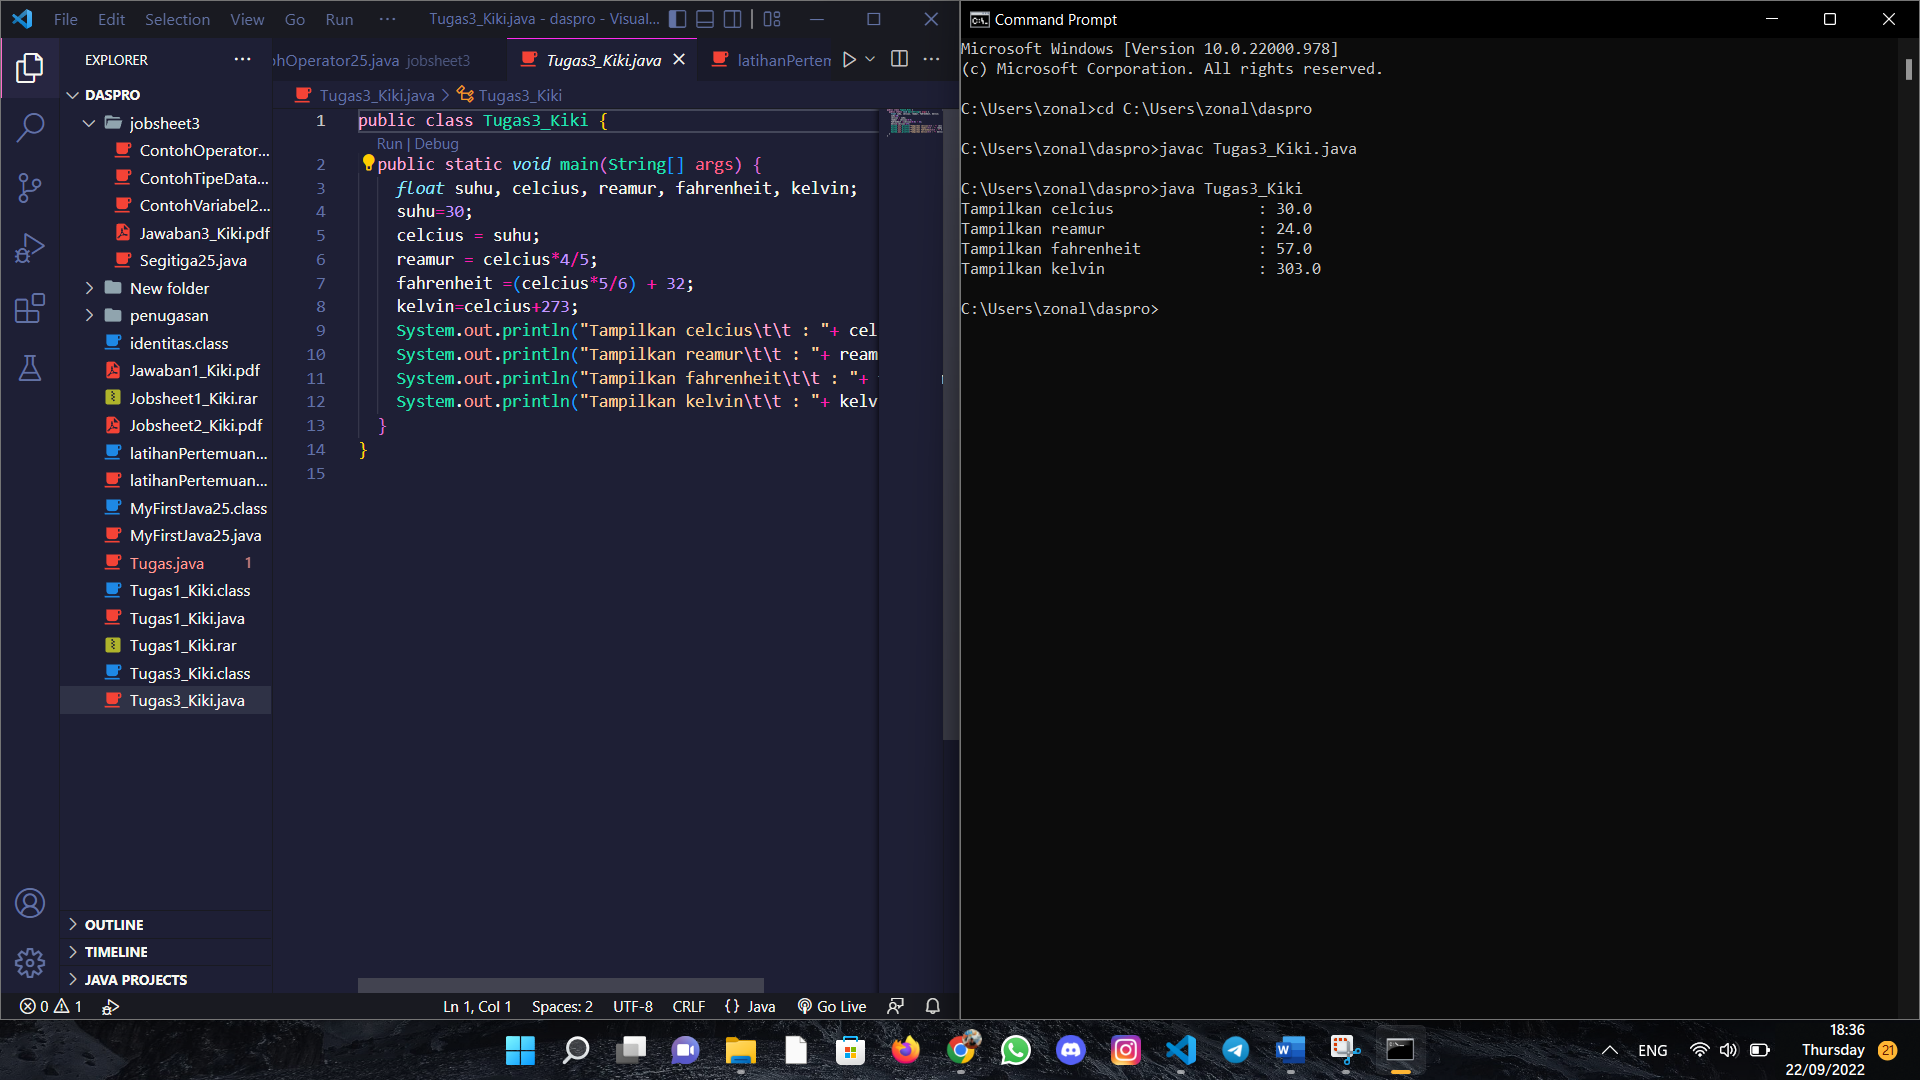 File Edit Selection View Go Run ··· Tugas3_Kiki.java - daspro - Visual...
EXPLORER
hOperator25.java jobsheet3
Tugas3_Kiki.java
latihanPertem
DASPRO
jobsheet3
ContohOperator...
ContohTipeData...
ContohVariabel2...
Jawaban3_Kiki.pdf
Segitiga25.java
New folder
penugasan
identitas.class
Jawaban1_Kiki.pdf
Jobsheet1_Kiki.rar
Jobsheet2_Kiki.pdf
latihanPertemuan...
latihanPertemuan...
MyFirstJava25.class
MyFirstJava25.java
Tugas.java 1
Tugas1_Kiki.class
Tugas1_Kiki.java
Tugas1_Kiki.rar
Tugas3_Kiki.class
Tugas3_Kiki.java
OUTLINE
TIMELINE
JAVA PROJECTS
Tugas3_Kiki.java > Tugas3_Kiki
1 public class Tugas3_Kiki {
Run | Debug
2 public static void main(String[] args) {
3 float suhu, celcius, reamur, fahrenheit, kelvin;
4 suhu=30;
5 celcius = suhu;
6 reamur = celcius*4/5;
7 fahrenheit =(celcius*5/6) + 32;
8 kelvin=celcius+273;
9 System.out.println("Tampilkan celcius\t\t : "+ cel
10 System.out.println("Tampilkan reamur\t\t : "+ ream
11 System.out.println("Tampilkan fahrenheit\t\t : "+
12 System.out.println("Tampilkan kelvin\t\t : "+ kelv
13 }
14 }
15
0 1 Ln 1, Col 1 Spaces: 2 UTF-8 CRLF {} Java Go Live
Command Prompt
Microsoft Windows [Version 10.0.22000.978]
(c) Microsoft Corporation. All rights reserved.
C:\Users\zonal>cd C:\Users\zonal\daspro
C:\Users\zonal\daspro>javac Tugas3_Kiki.java
C:\Users\zonal\daspro>java Tugas3_Kiki
Tampilkan celcius : 30.0
Tampilkan reamur : 24.0
Tampilkan fahrenheit : 57.0
Tampilkan kelvin : 303.0
C:\Users\zonal\daspro>
ENG
18:36
Thursday 21
22/09/2022